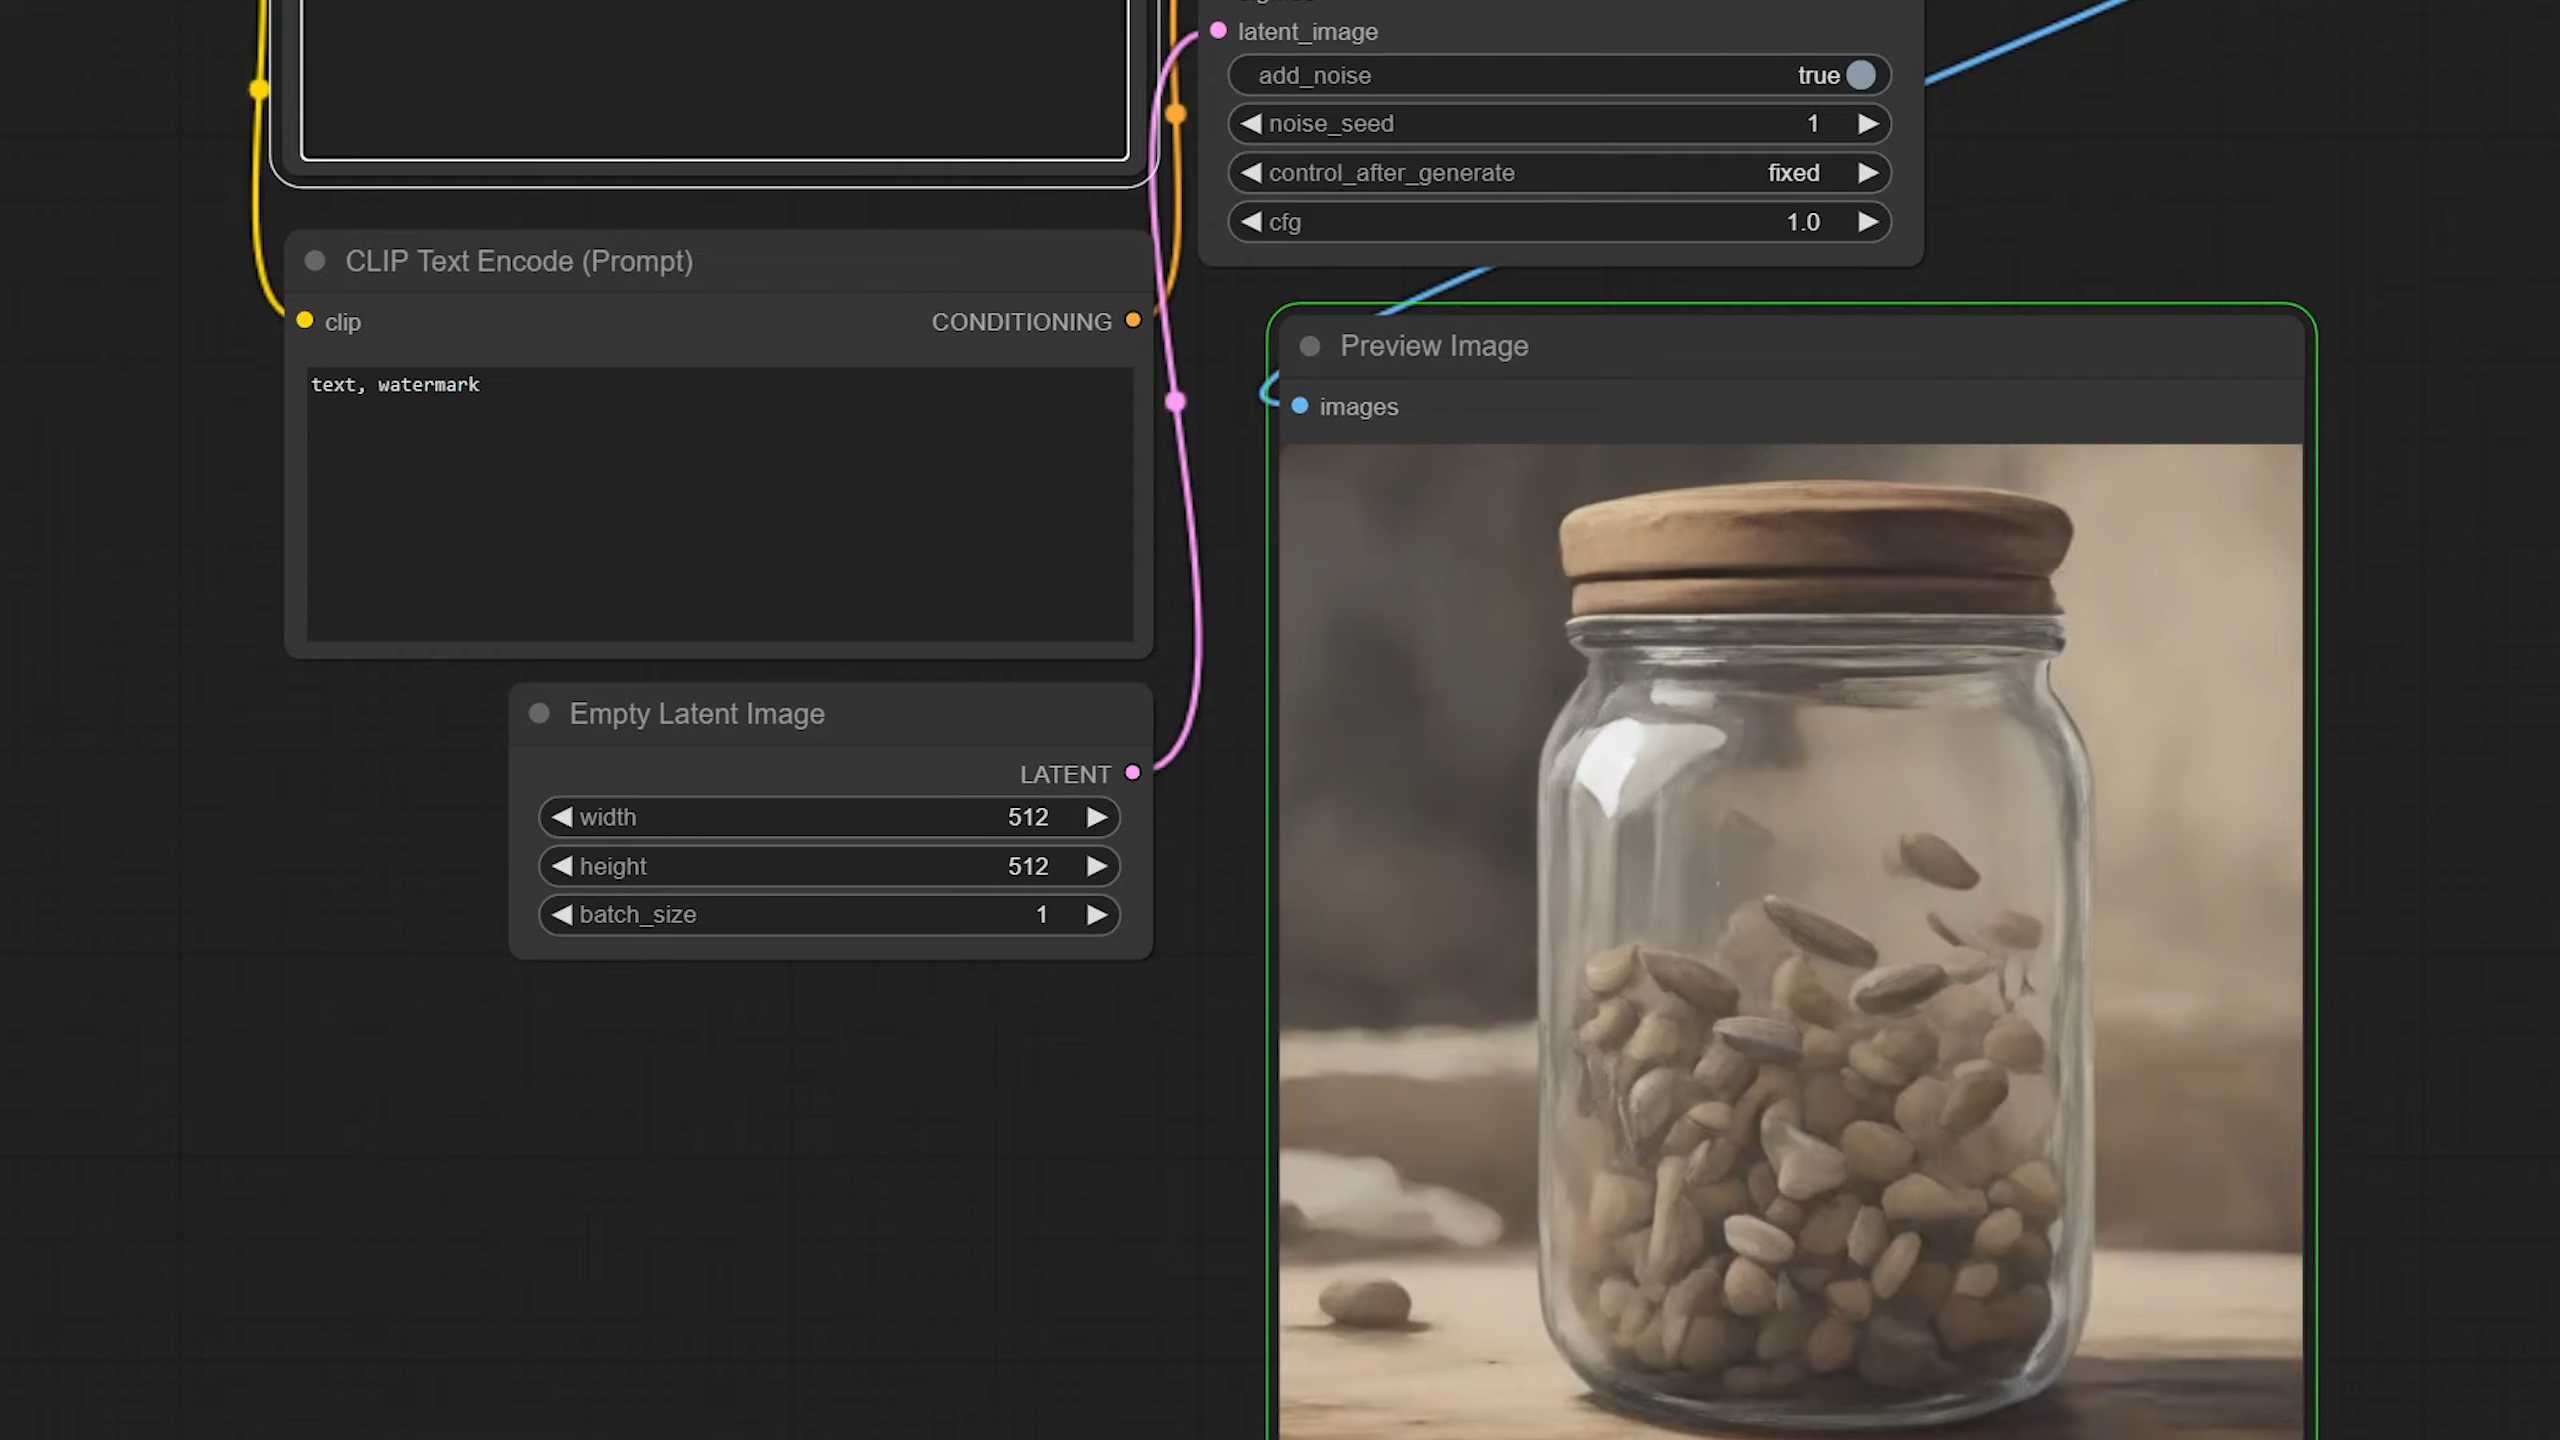 latent_image
add_noise true
noise_seed 1
control_after_generate fixed
cfg 1.0
CLIP Text Encode (Prompt)
clip CONDITIONING
text, watermark
Preview Image
images
Empty Latent Image
LATENT
width 512
height 512
batch_size 1